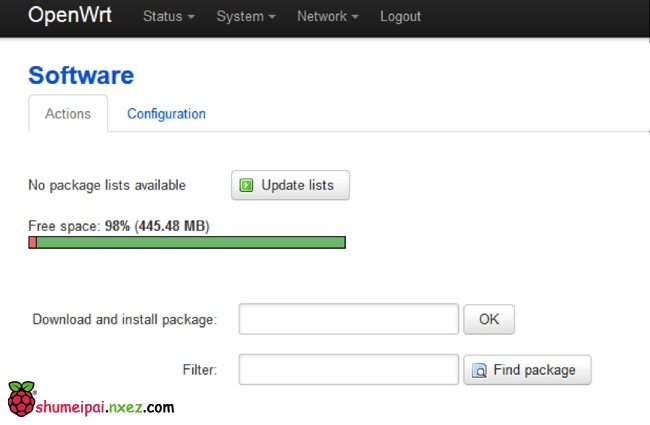 OpenWrt Status System Network Logout
Software
Actions Configuration
No package lists available Update lists
Free space: 98% (445.48 MB)
Download and install package: OK
Filter: Find package
shumeipai.nxez.com